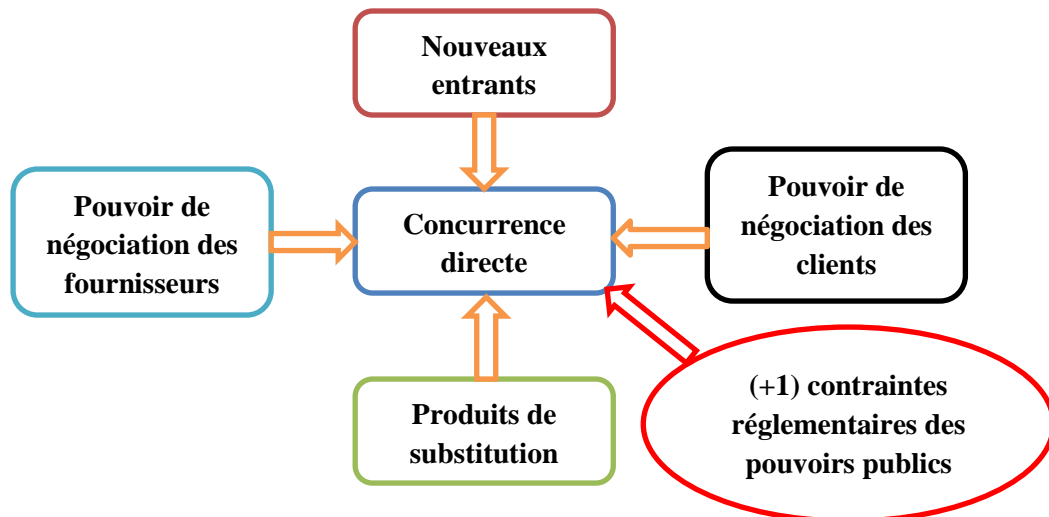 Nouveaux
entrants
Pouvoir de
négociation des
fournisseurs
Concurrence
directe
Pouvoir de
négociation des
clients
Produits de
substitution
(+1) contraintes
réglementaires des
pouvoirs publics